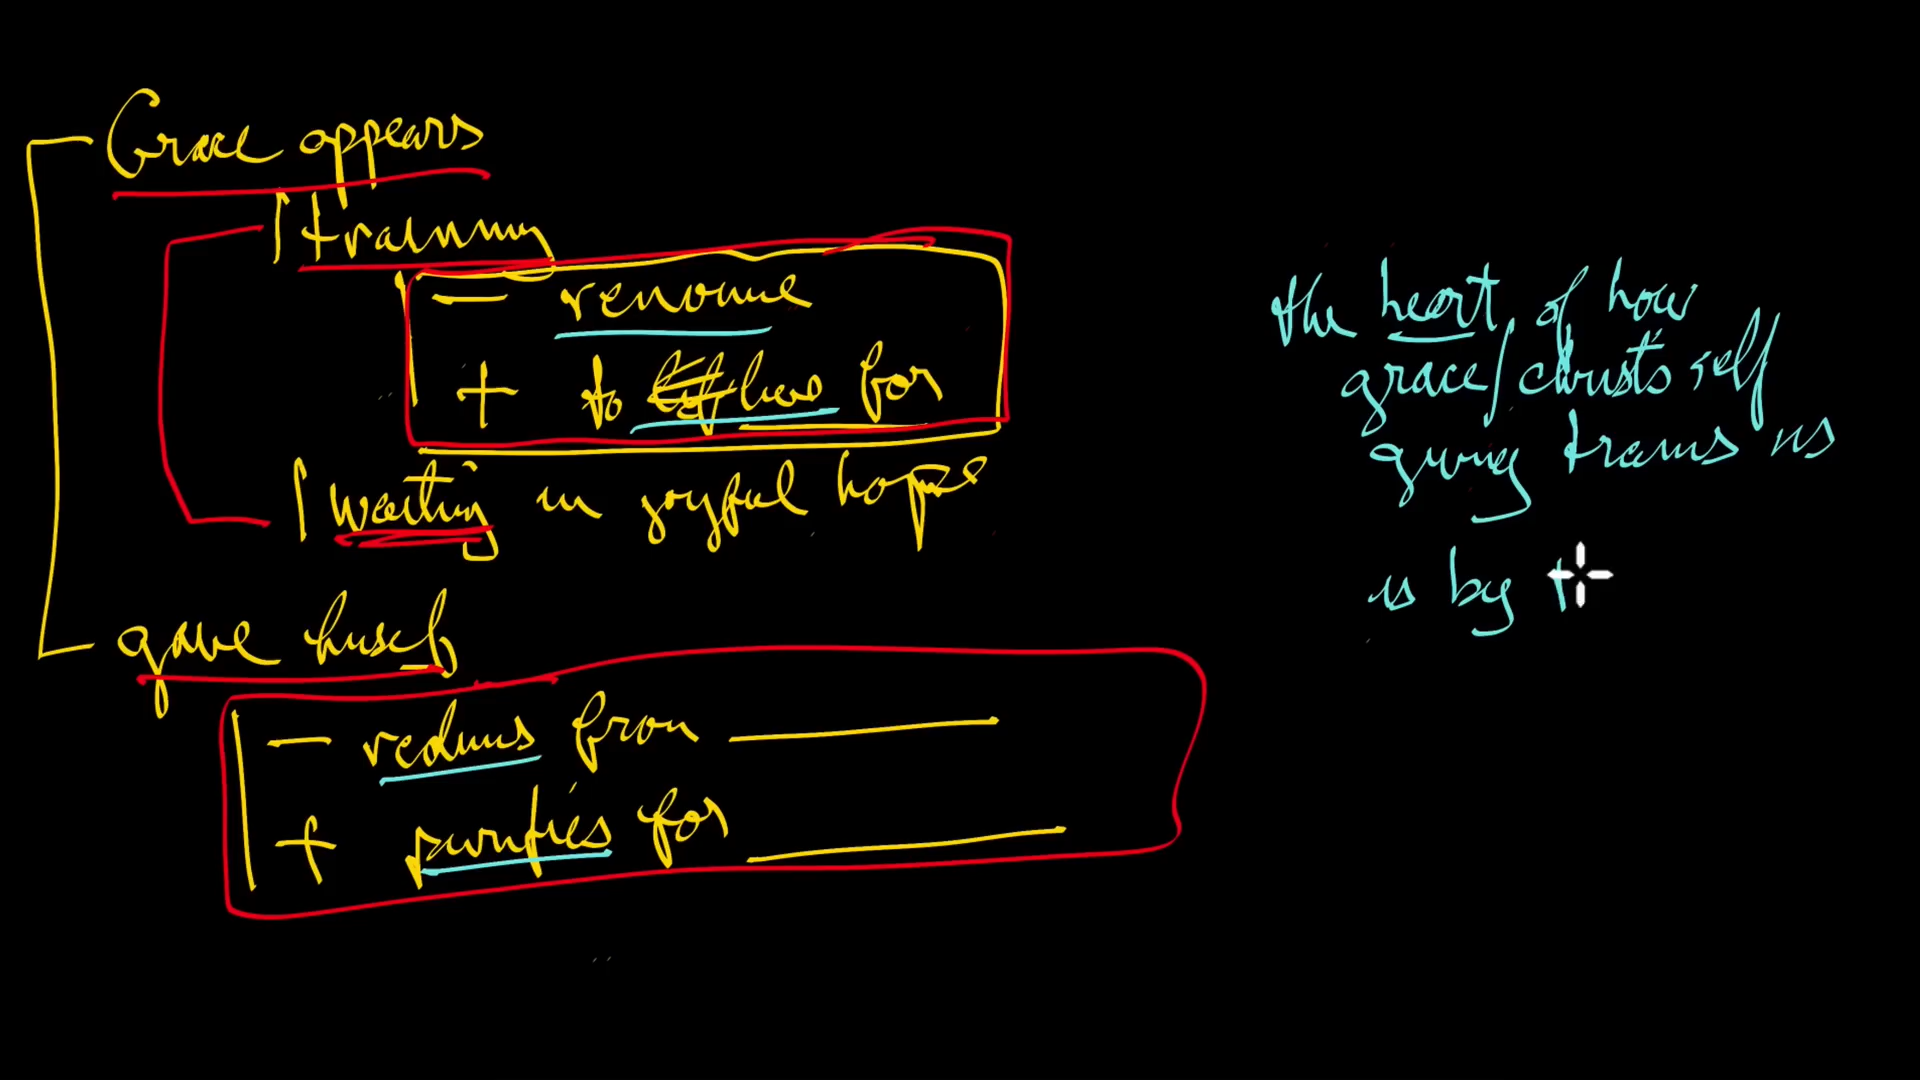 Grace appears
training
- renounce
+ to live for
waiting in joyful hope
gave himself
- redeems from
+ purifies for
the heart of how
grace/christ's self
giving trains us
is by